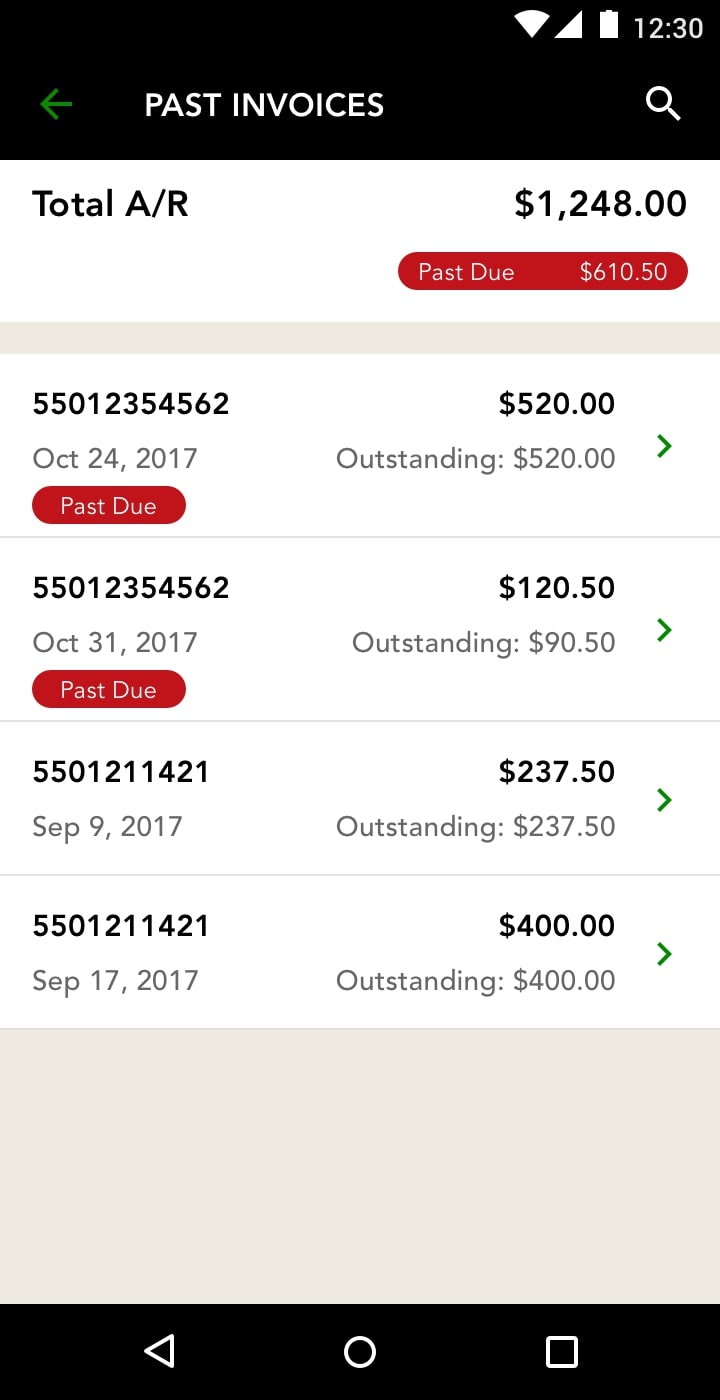 12:30
PAST INVOICES
Total A/R $1,248.00
Past Due $610.50
55012354562 $520.00
Oct 24, 2017 Outstanding: $520.00
Past Due
55012354562 $120.50
Oct 31, 2017 Outstanding: $90.50
Past Due
5501211421 $237.50
Sep 9, 2017 Outstanding: $237.50
5501211421 $400.00
Sep 17, 2017 Outstanding: $400.00